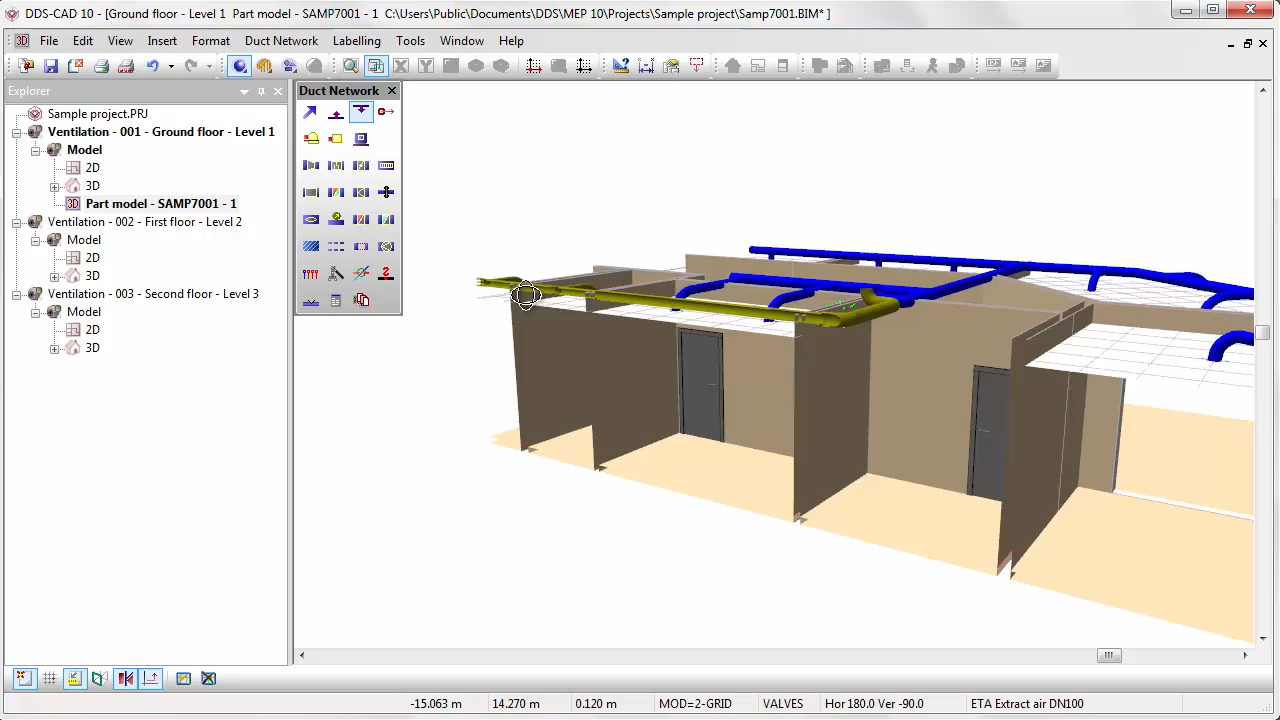 DDS-CAD 10 - [Ground floor - Level 1  Part model - SAMP7001 - 1  C:\Users\Public\Documents\DDS\MEP 10\Projects\Sample project\Samp7001.BIM* ]
3D File Edit View Insert Format Duct Network Labelling Tools Window Help
Explorer
Duct Network
Sample project.PRJ
Ventilation - 001 - Ground floor - Level 1
Model
2D
3D
3D Part model - SAMP7001 - 1
Ventilation - 002 - First floor - Level 2
Model
2D
3D
Ventilation - 003 - Second floor - Level 3
Model
2D
3D
-15.063 m 14.270 m 0.120 m MOD=2-GRID VALVES Hor 180.0 Ver -90.0 ETA Extract air DN100